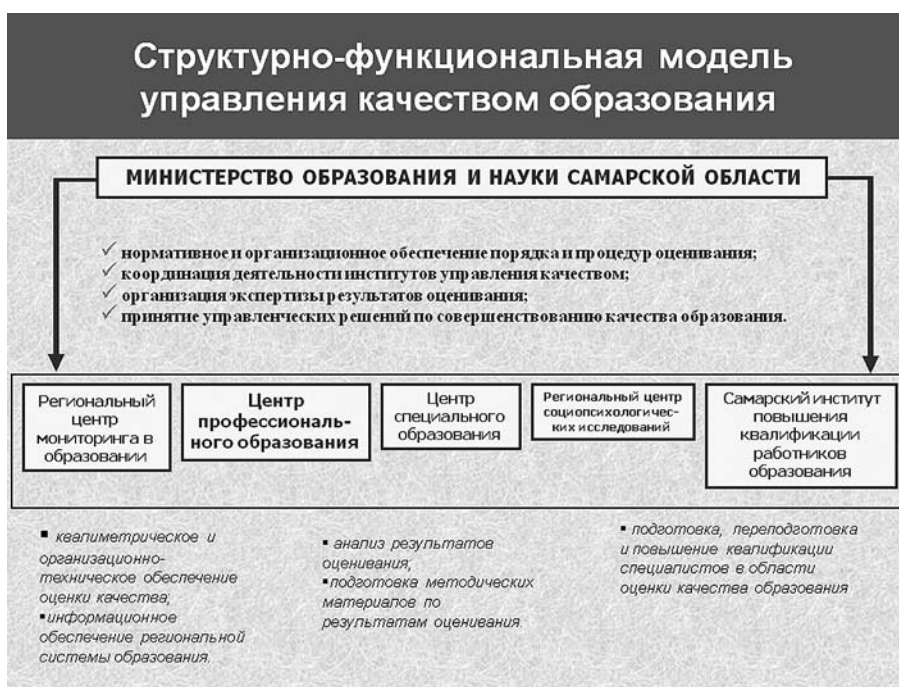 Структурно-функциональная модель
управления качеством образования
МИНИСТЕРСТВО ОБРАЗОВАНИЯ И НАУКИ САМАРСКОЙ ОБЛАСТИ
✓ нормативное и организационное обеспечение порядка и процедур оценивания;
✓ координация деятельности институтов управления качеством;
✓ организация экспертизы результатов оценивания;
✓ принятие управленческих решений по совершенствованию качества образования.
Региональный
центр
мониторинга в
образовании
Центр
профессиональ-
ного образования
Центр
специального
образования
Региональный центр
социопсихологичес-
ких исследований
Самарский институт
повышения
квалификации
работников
образования
▪ квалиметрическое и
организационно-
техническое обеспечение
оценки качества;
▪информационное
обеспечение региональной
системы образования.
▪ анализ результатов
оценивания;
▪подготовка методических
материалов по
результатам оценивания.
▪ подготовка, переподготовка
и повышение квалификации
специалистов в области
оценки качества образования